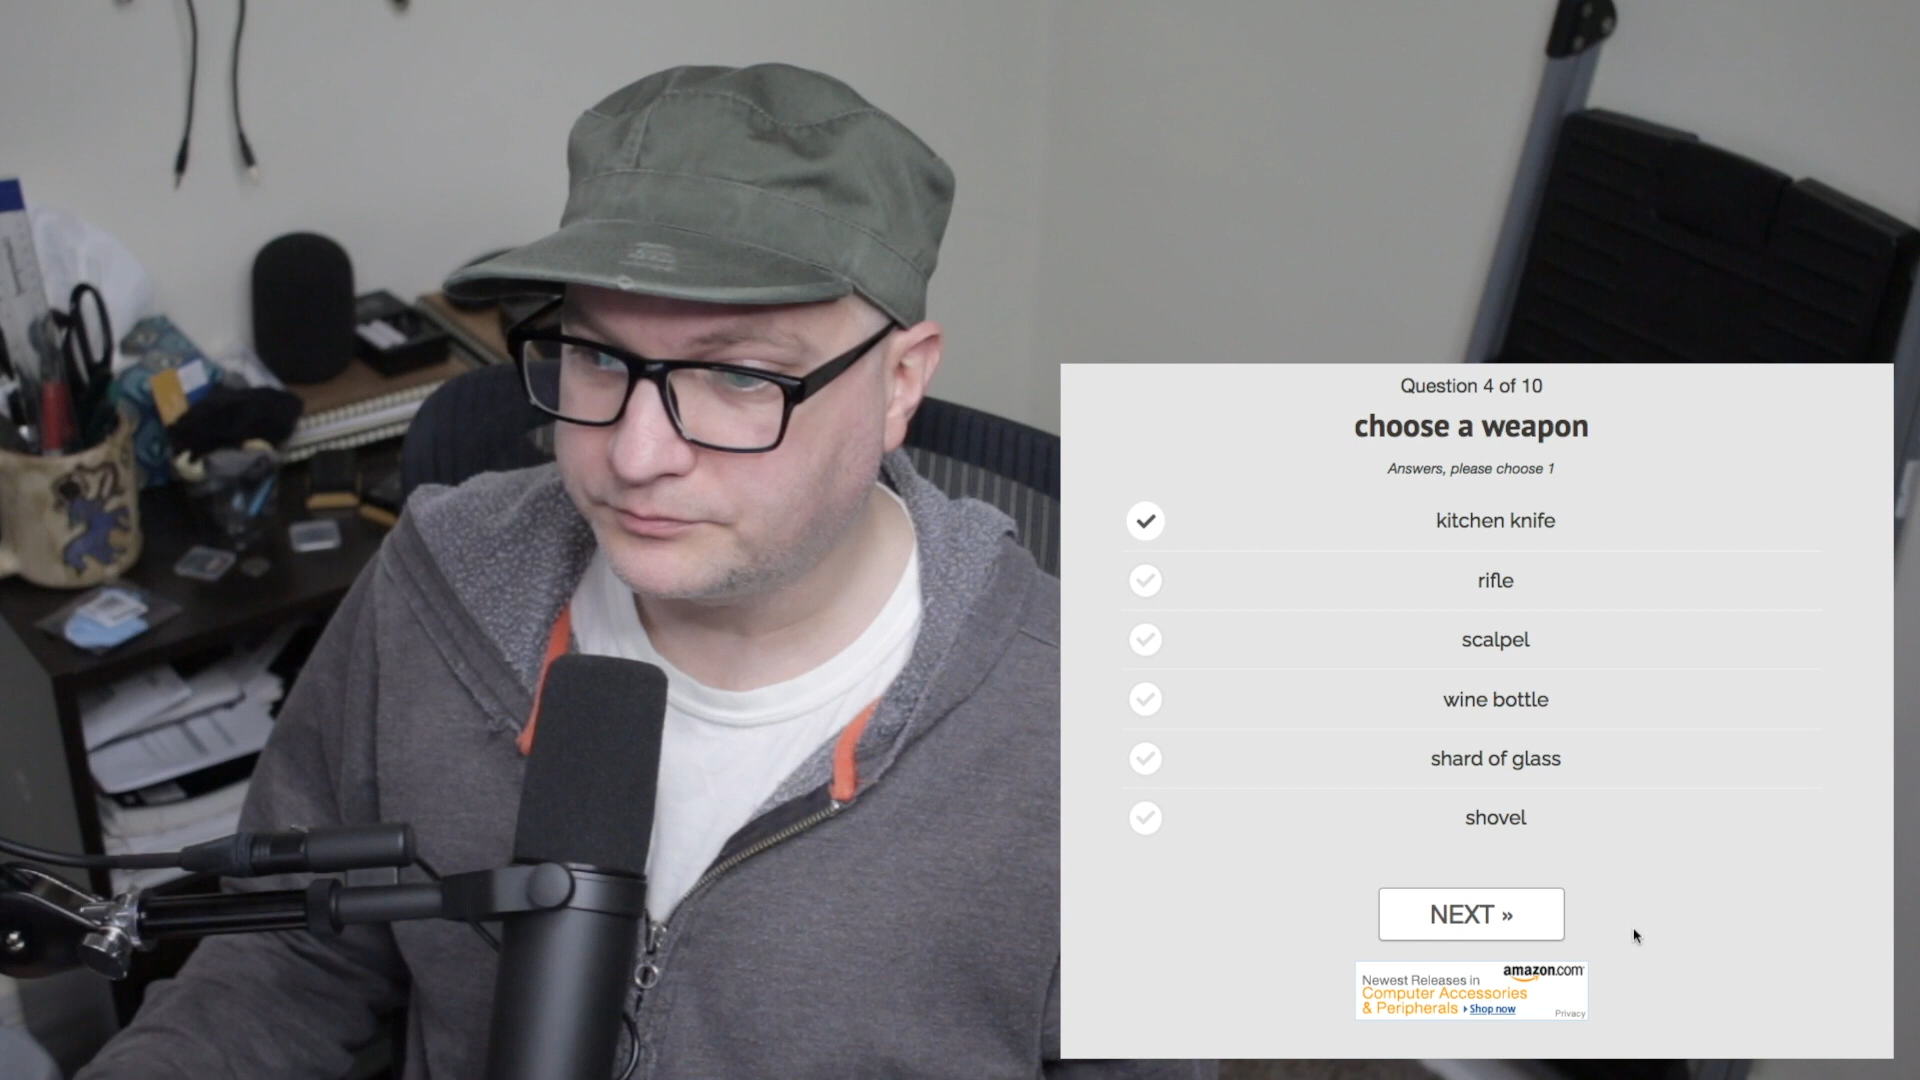 Question 4 of 10
choose a weapon
Answers, please choose 1
kitchen knife
rifle
scalpel
wine bottle
shard of glass
shovel
NEXT »
amazon.com
Newest Releases in
Computer Accessories
& Peripherals Shop now
Privacy